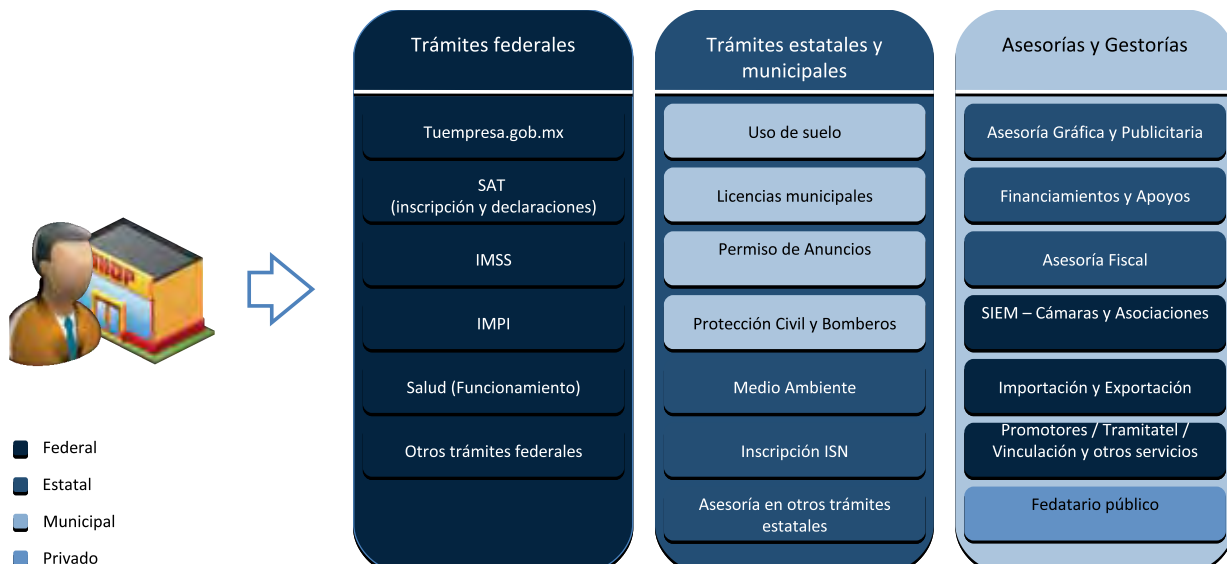 Trámites federales
Tuempresa.gob.mx
SAT
(inscripción y declaraciones)
IMSS
IMPI
Salud (Funcionamiento)
Otros trámites federales
Trámites estatales y
municipales
Uso de suelo
Licencias municipales
Permiso de Anuncios
Protección Civil y Bomberos
Medio Ambiente
Inscripción ISN
Asesoría en otros trámites
estatales
Asesorías y Gestorías
Asesoría Gráfica y Publicitaria
Financiamientos y Apoyos
Asesoría Fiscal
SIEM – Cámaras y Asociaciones
Importación y Exportación
Promotores / Tramitatel /
Vinculación y otros servicios
Fedatario público
SHOP
Federal
Estatal
Municipal
Privado